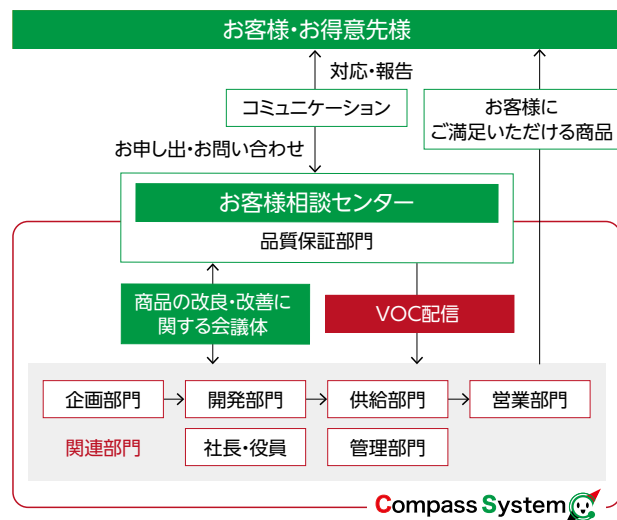 お客様・お得意先様
対応・報告
コミュニケーション
お客様に
ご満足いただける商品
お申し出・お問い合わせ
お客様相談センター
品質保証部門
商品の改良・改善に
関する会議体
VOC配信
企画部門
開発部門
供給部門
営業部門
関連部門
社長・役員
管理部門
Compass System